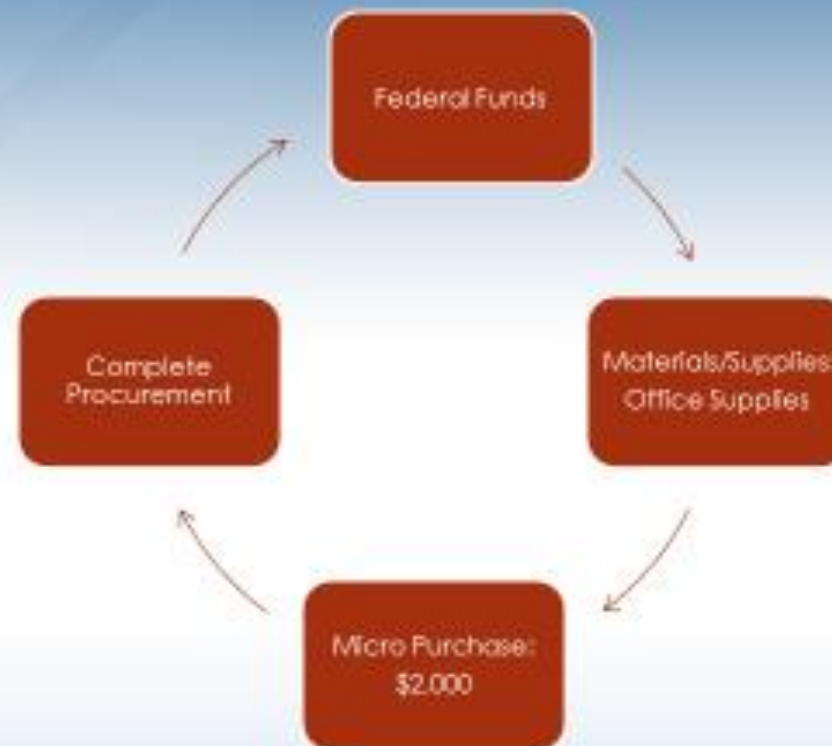 Federal Funds
Materials/Supplies
Office Supplies
Micro Purchase:
$2,000
Complete
Procurement